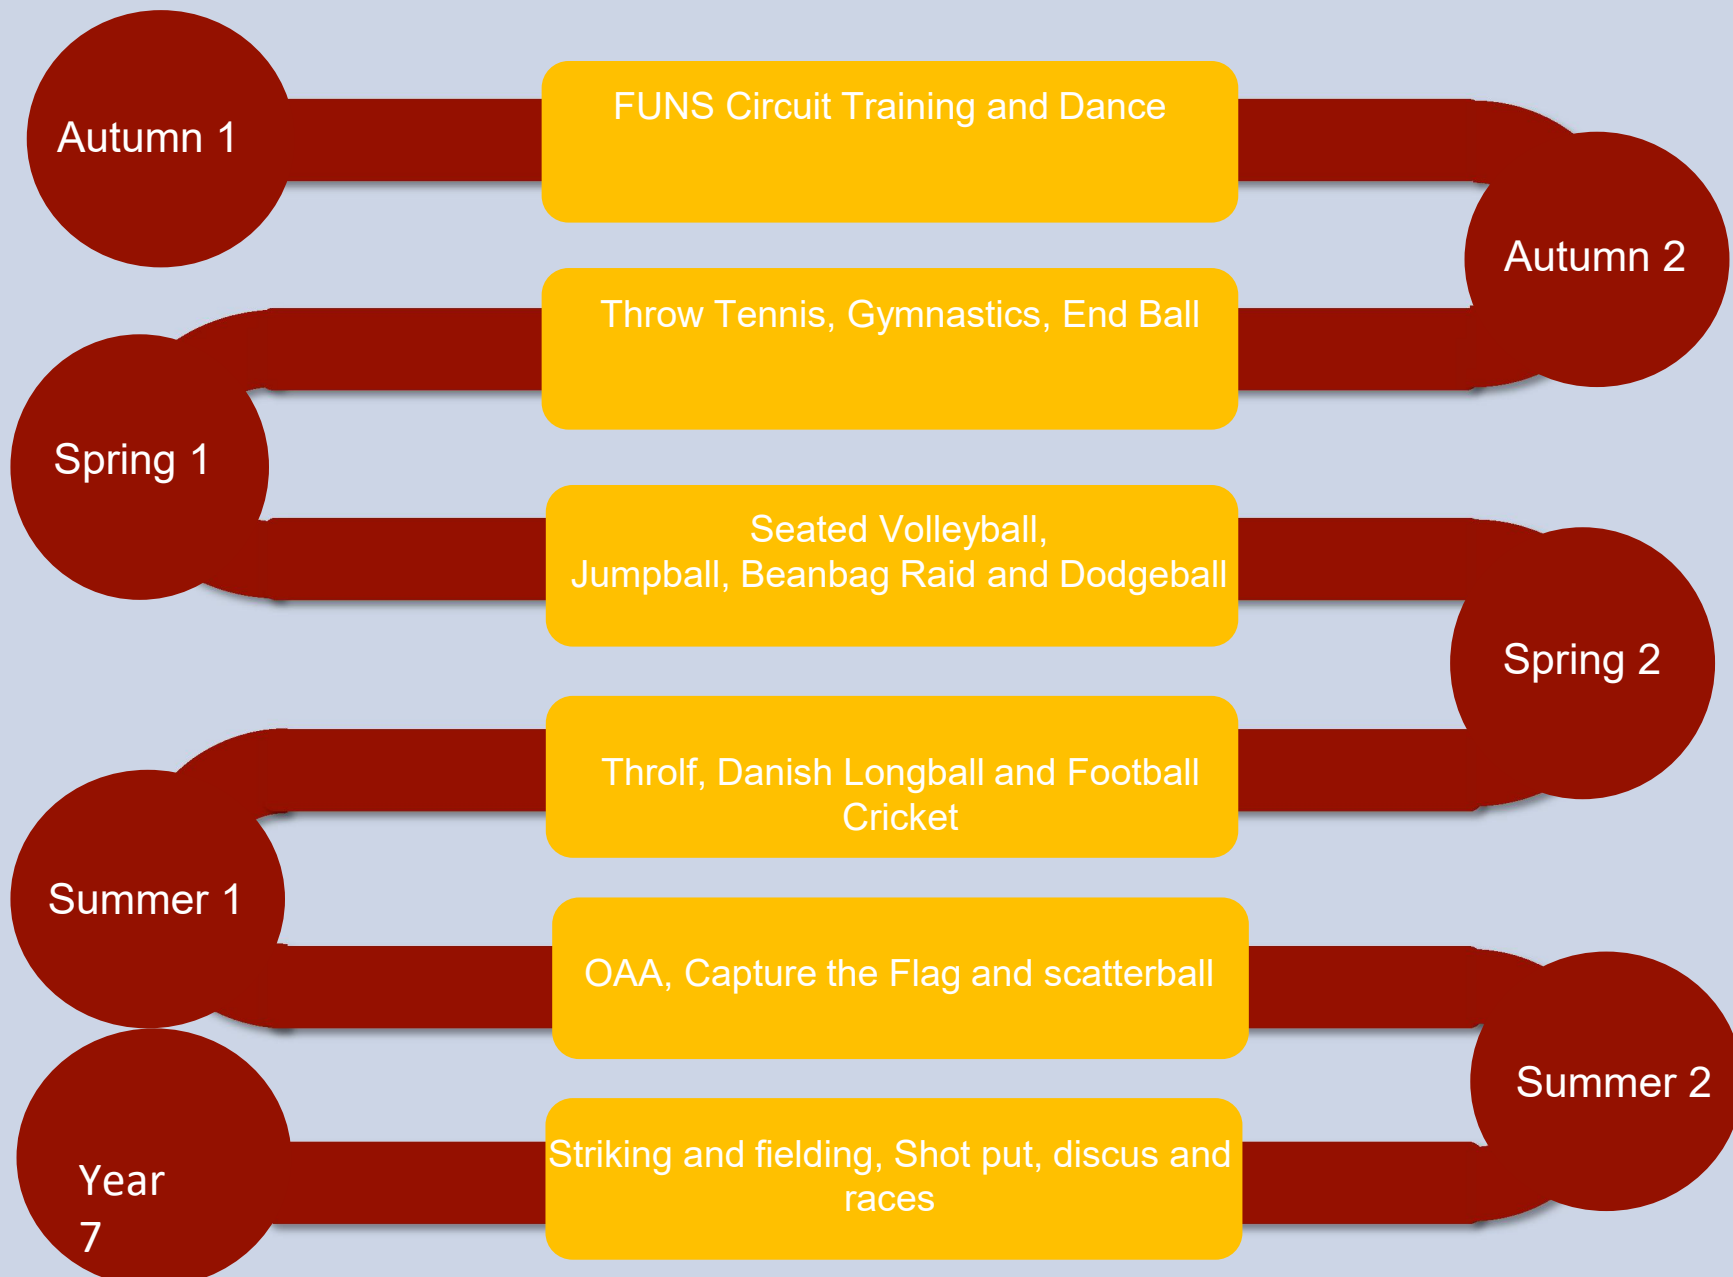 Autumn 1
FUNS Circuit Training and Dance
Autumn 2
Throw Tennis, Gymnastics, End Ball
Spring 1
Seated Volleyball,
Jumpball, Beanbag Raid and Dodgeball
Spring 2
Throlf, Danish Longball and Football
Cricket
Summer 1
OAA, Capture the Flag and scatterball
Summer 2
Striking and fielding, Shot put, discus and
races
Year
7